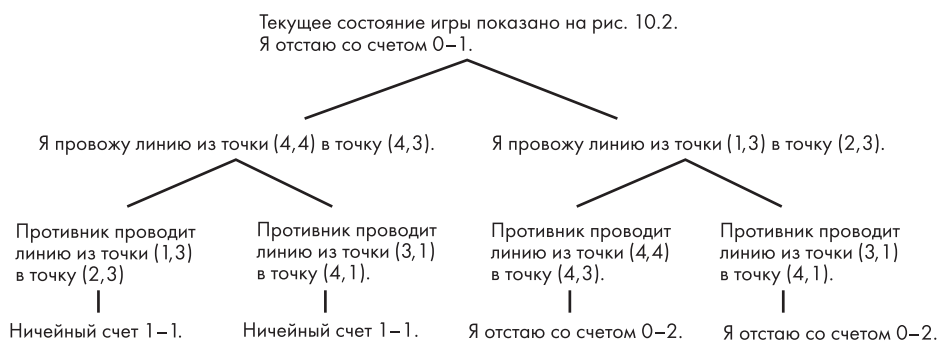 Текущее состояние игры показано на рис. 10.2.
Я отстаю со счетом 0–1.
Я провожу линию из точки (4,4) в точку (4,3).
Я провожу линию из точки (1,3) в точку (2,3).
Противник проводит
линию из точки (1,3)
в точку (2,3)
Противник проводит
линию из точки (3,1)
в точку (4,1).
Противник проводит
линию из точки (4,4)
в точку (4,3).
Противник проводит
линию из точки (3,1)
в точку (4,1).
Ничейный счет 1–1.
Ничейный счет 1–1.
Я отстаю со счетом 0–2.
Я отстаю со счетом 0–2.